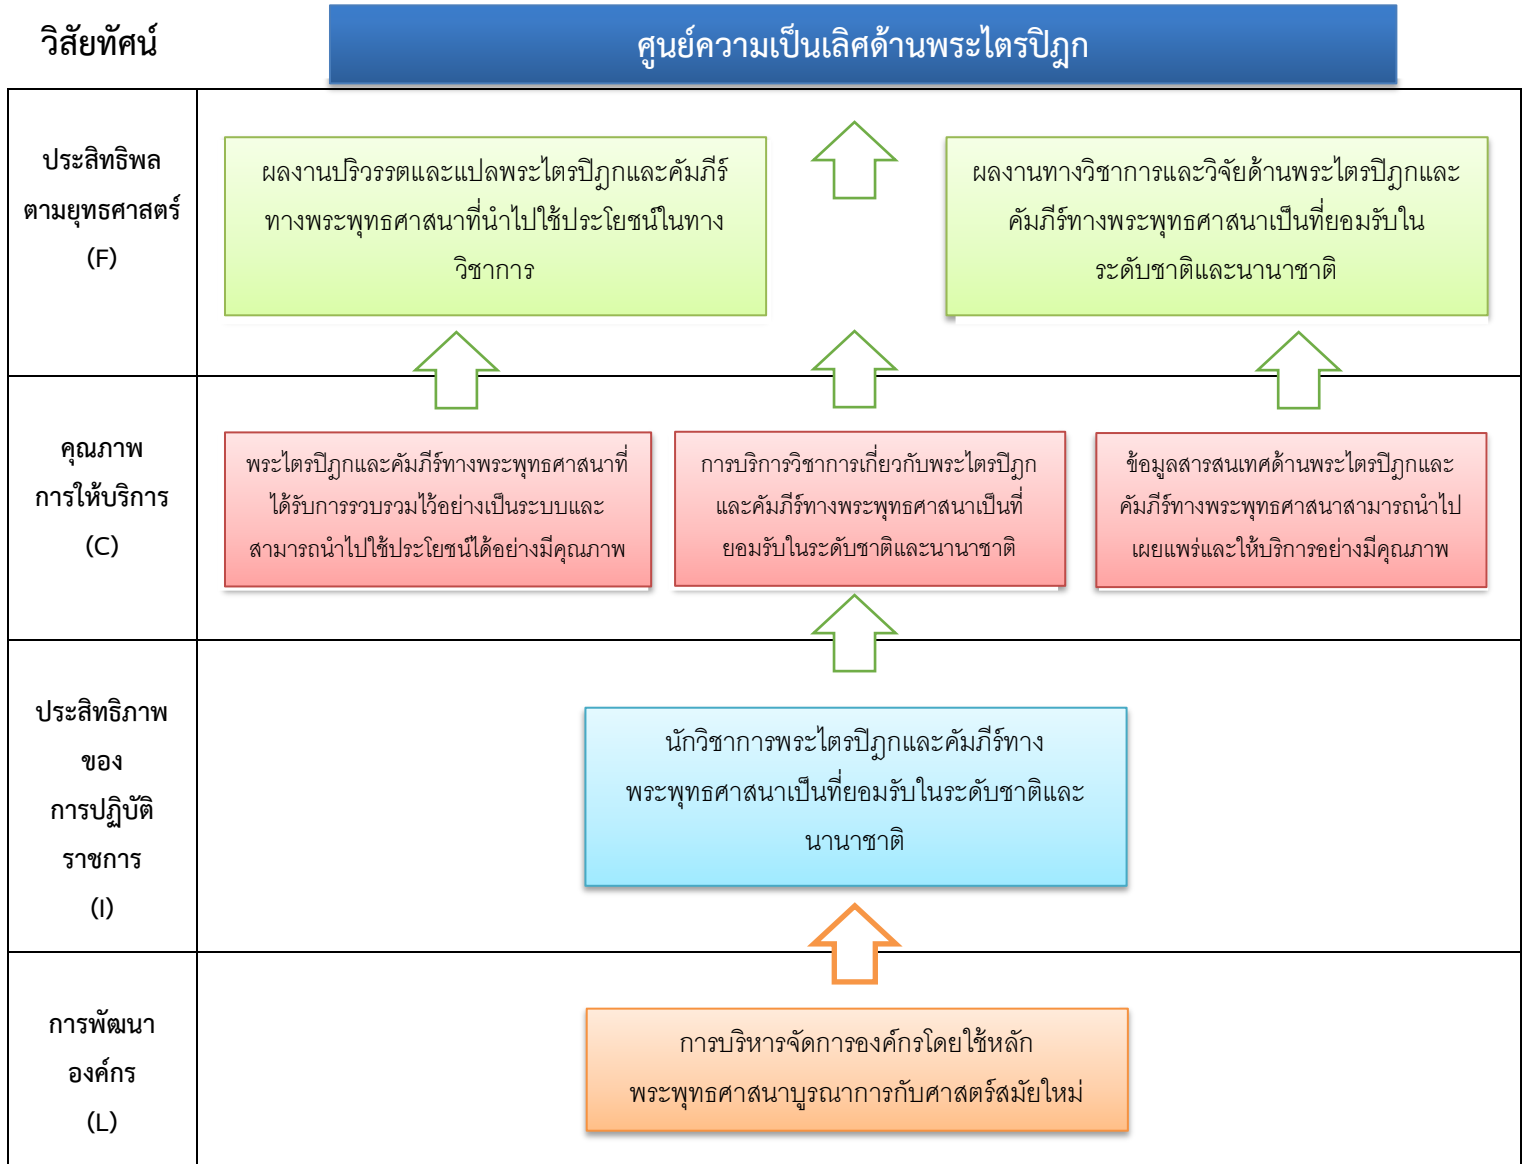 วิสัยทัศน์
ศูนย์ความเป็นเลิศด้านพระไตรปิฎก
ประสิทธิพล
ตามยุทธศาสตร์
(F)
ผลงานปริวรรตและแปลพระไตรปิฎกและคัมภีร์
ทางพระพุทธศาสนาที่นำไปใช้ประโยชน์ในทาง
วิชาการ
ผลงานทางวิชาการและวิจัยด้านพระไตรปิฎกและ
คัมภีร์ทางพระพุทธศาสนาเป็นที่ยอมรับใน
ระดับชาติและนานาชาติ
คุณภาพ
การให้บริการ
(C)
พระไตรปิฎกและคัมภีร์ทางพระพุทธศาสนาที่
ได้รับการรวบรวมไว้อย่างเป็นระบบและ
สามารถนำไปใช้ประโยชน์ได้อย่างมีคุณภาพ
การบริการวิชาการเกี่ยวกับพระไตรปิฎก
และคัมภีร์ทางพระพุทธศาสนาเป็นที่
ยอมรับในระดับชาติและนานาชาติ
ข้อมูลสารสนเทศด้านพระไตรปิฎกและ
คัมภีร์ทางพระพุทธศาสนาสามารถนำไป
เผยแพร่และให้บริการอย่างมีคุณภาพ
ประสิทธิภาพ
ของ
การปฏิบัติ
ราชการ
(I)
นักวิชาการพระไตรปิฎกและคัมภีร์ทาง
พระพุทธศาสนาเป็นที่ยอมรับในระดับชาติและ
นานาชาติ
การพัฒนา
องค์กร
(L)
การบริหารจัดการองค์กรโดยใช้หลัก
พระพุทธศาสนาบูรณาการกับศาสตร์สมัยใหม่